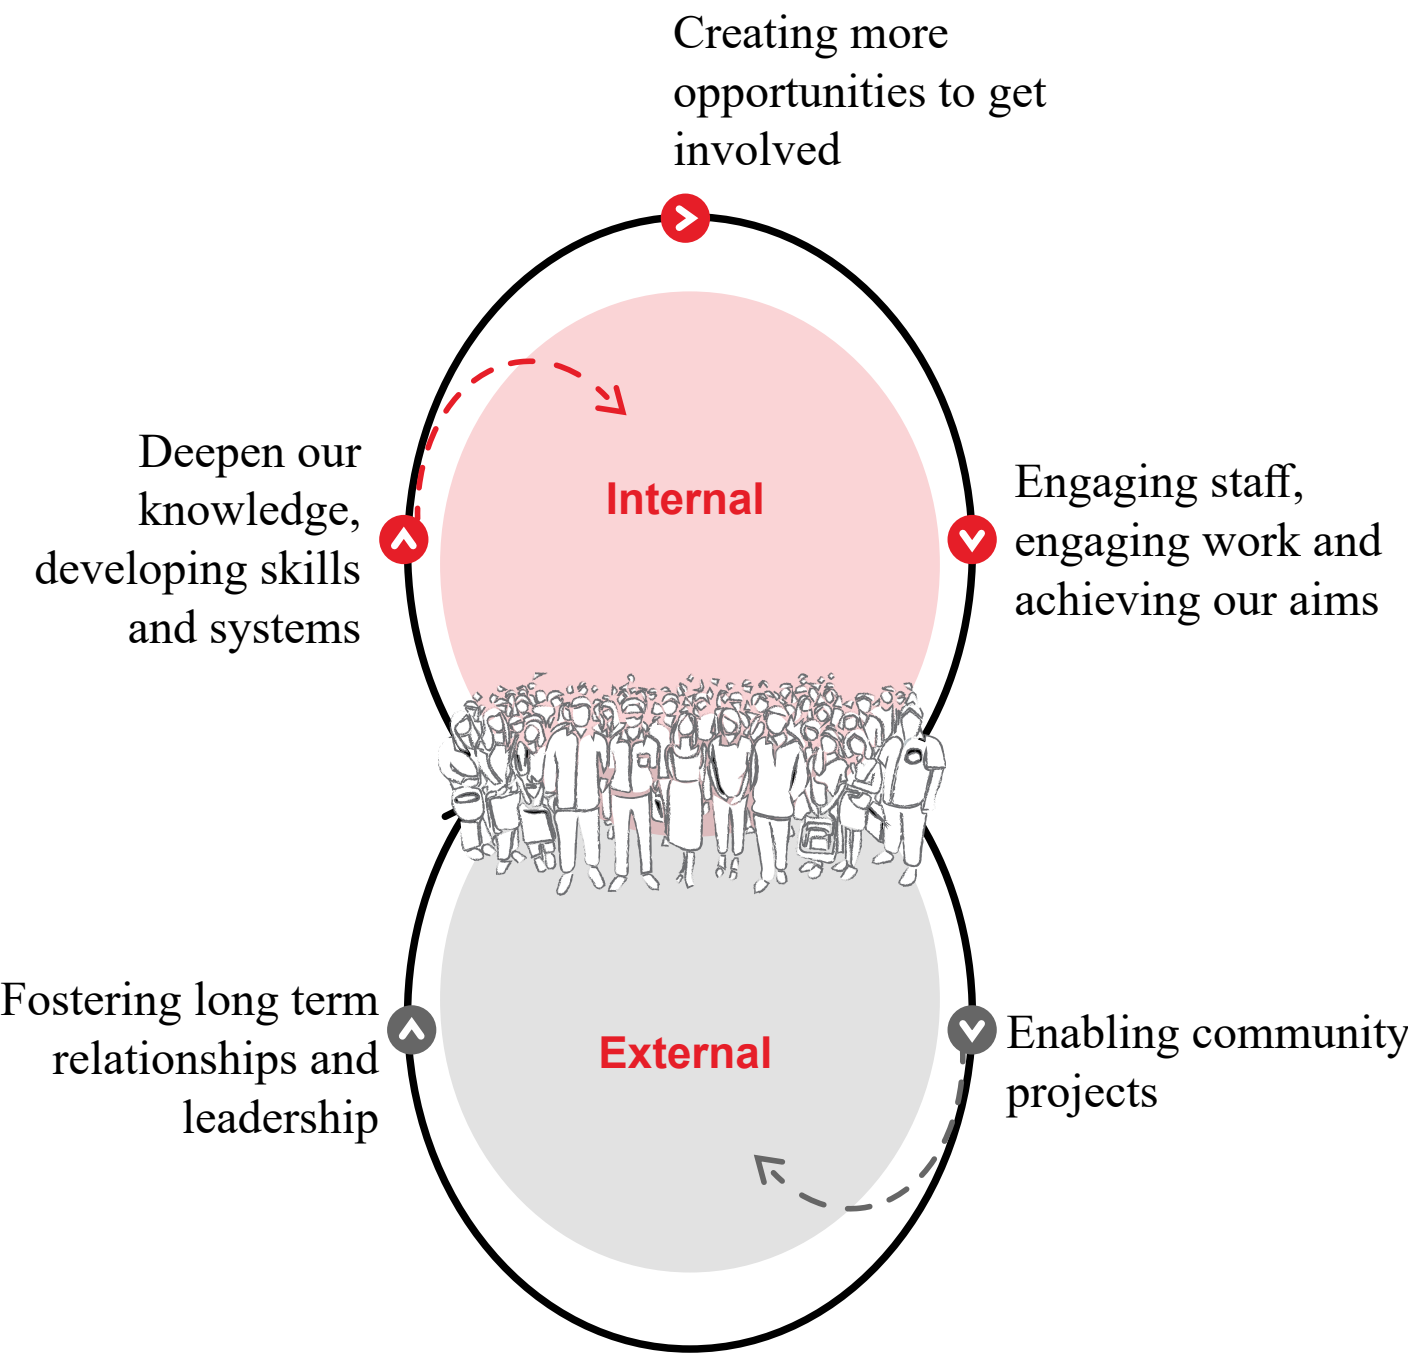 Creating more
opportunities to get
involved
Deepen our
knowledge,
developing skills
and systems
Internal
Engaging staff,
engaging work and
achieving our aims
Fostering long term
relationships and
leadership
External
Enabling community
projects